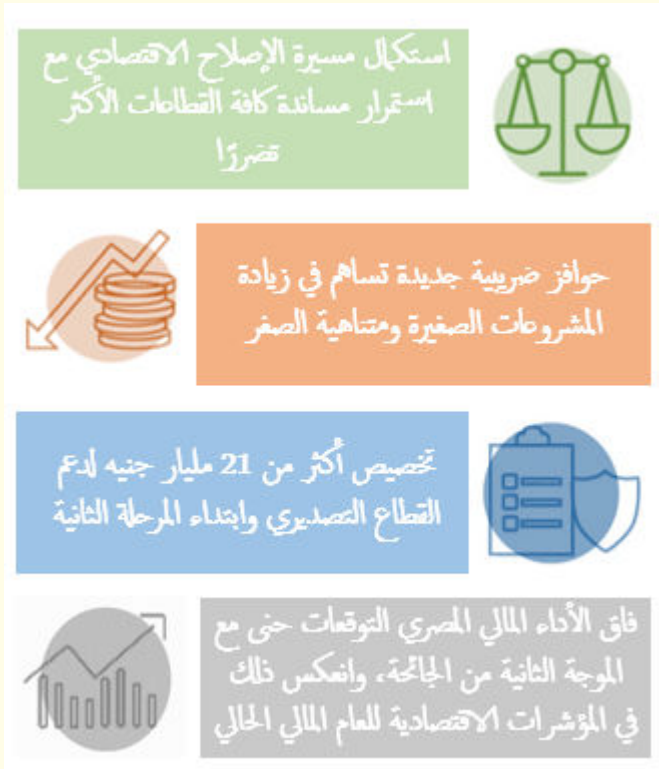 استكمال مسيرة الإصلاح الاقتصادي مع
استمرار مساندة كافة القطاعات الأكثر
تضررًا
حوافز ضريبية جديدة تساهم في زيادة
المشروعات الصغيرة ومتناهية الصغر
تخصيص أكثر من 21 مليار جنيه لدعم
القطاع التصديري وابتداء المرحلة الثانية
فاق الأداء المالي المصري التوقعات حتى مع
الموجة الثانية من الجائحة، وانعكس ذلك
في المؤشرات الاقتصادية للعام المالي الحالي